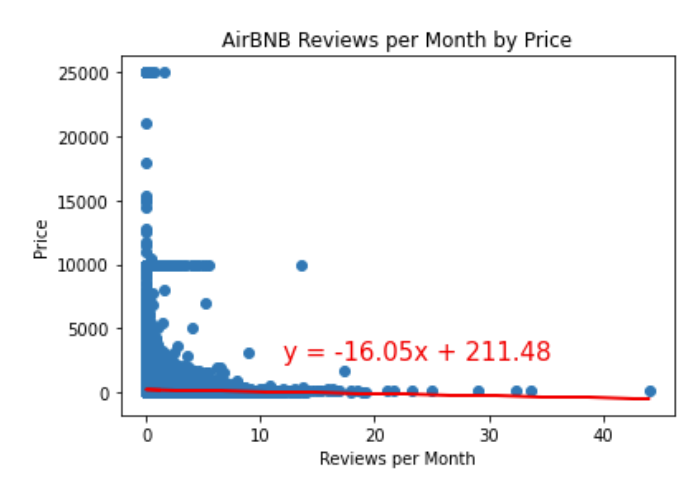 AirBNB Reviews per Month by Price
25000
20000
15000
10000
5000
0
Price
y = -16.05x + 211.48
0 10 20 30 40
Reviews per Month